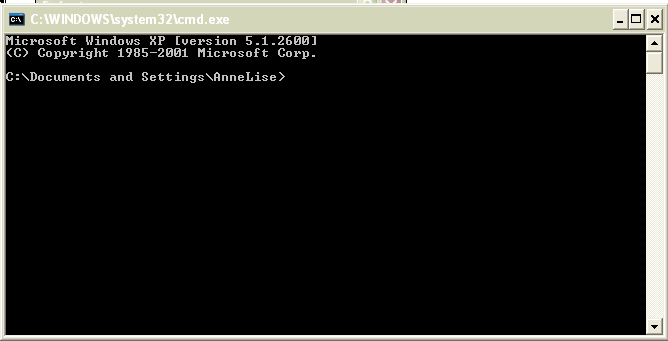 C:\WINDOWS\system32\cmd.exe
Microsoft Windows XP [version 5.1.2600]
(C) Copyright 1985-2001 Microsoft Corp.
C:\Documents and Settings\AnneLise>